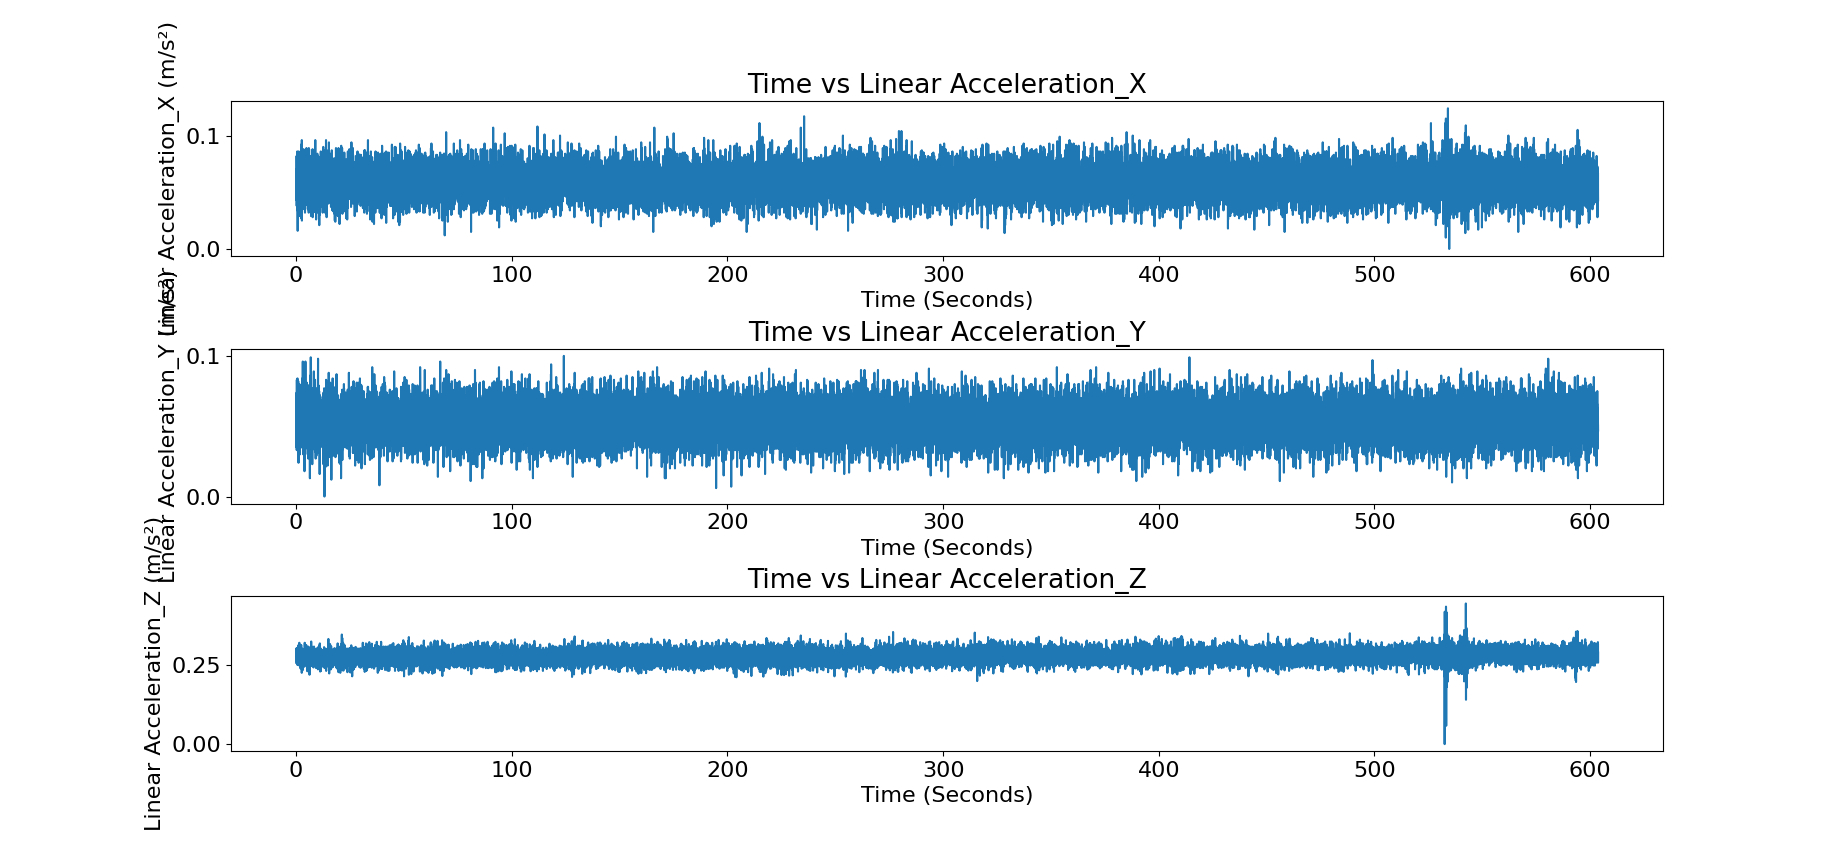 Time vs Linear Acceleration_X
Linear Acceleration_X (m/s²)
0.1
0.0
0 100 200 300 400 500 600
Time (Seconds)
Time vs Linear Acceleration_Y
Linear Acceleration_Y (m/s²)
0.1
0.0
0 100 200 300 400 500 600
Time (Seconds)
Time vs Linear Acceleration_Z
Linear Acceleration_Z (m/s²)
0.25
0.00
0 100 200 300 400 500 600
Time (Seconds)